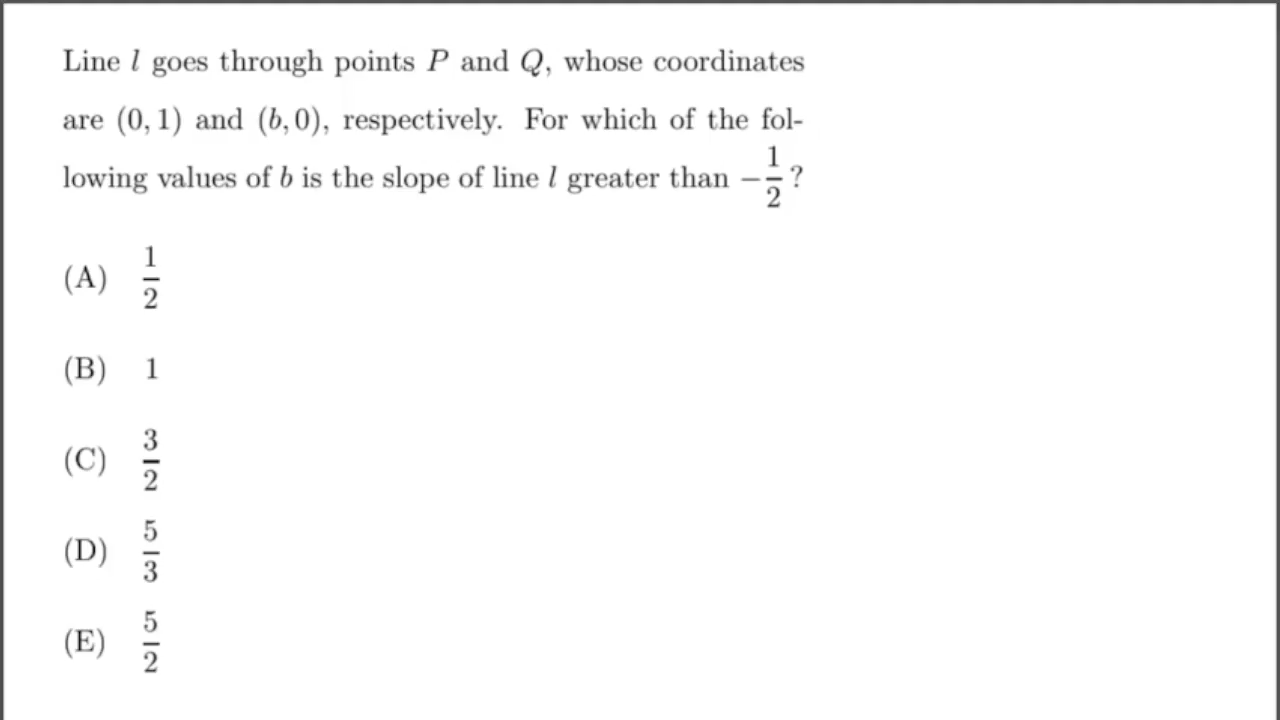 Line l goes through points P and Q, whose coordinates
are (0, 1) and (b, 0), respectively. For which of the fol-
lowing values of b is the slope of line l greater than −1/2?
(A) 1/2
(B) 1
(C) 3/2
(D) 5/3
(E) 5/2